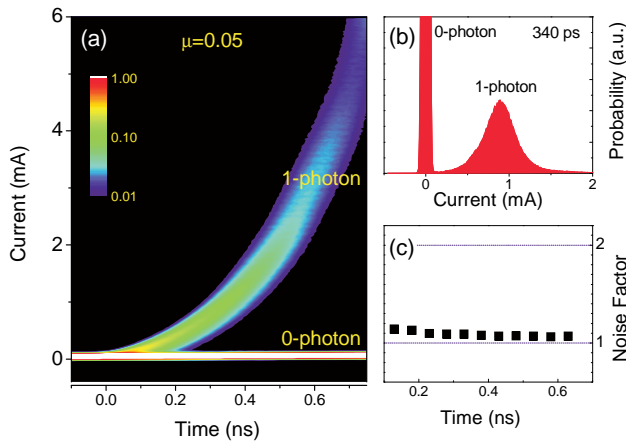 (a)
μ=0.05
1.00
0.10
0.01
1-photon
0-photon
Current (mA)
6
4
2
0
0.0 0.2 0.4 0.6
Time (ns)
(b)
0-photon
340 ps
1-photon
Probability (a.u.)
0 1 2
Current (mA)
(c)
2
1
Noise Factor
0.2 0.4 0.6
Time (ns)